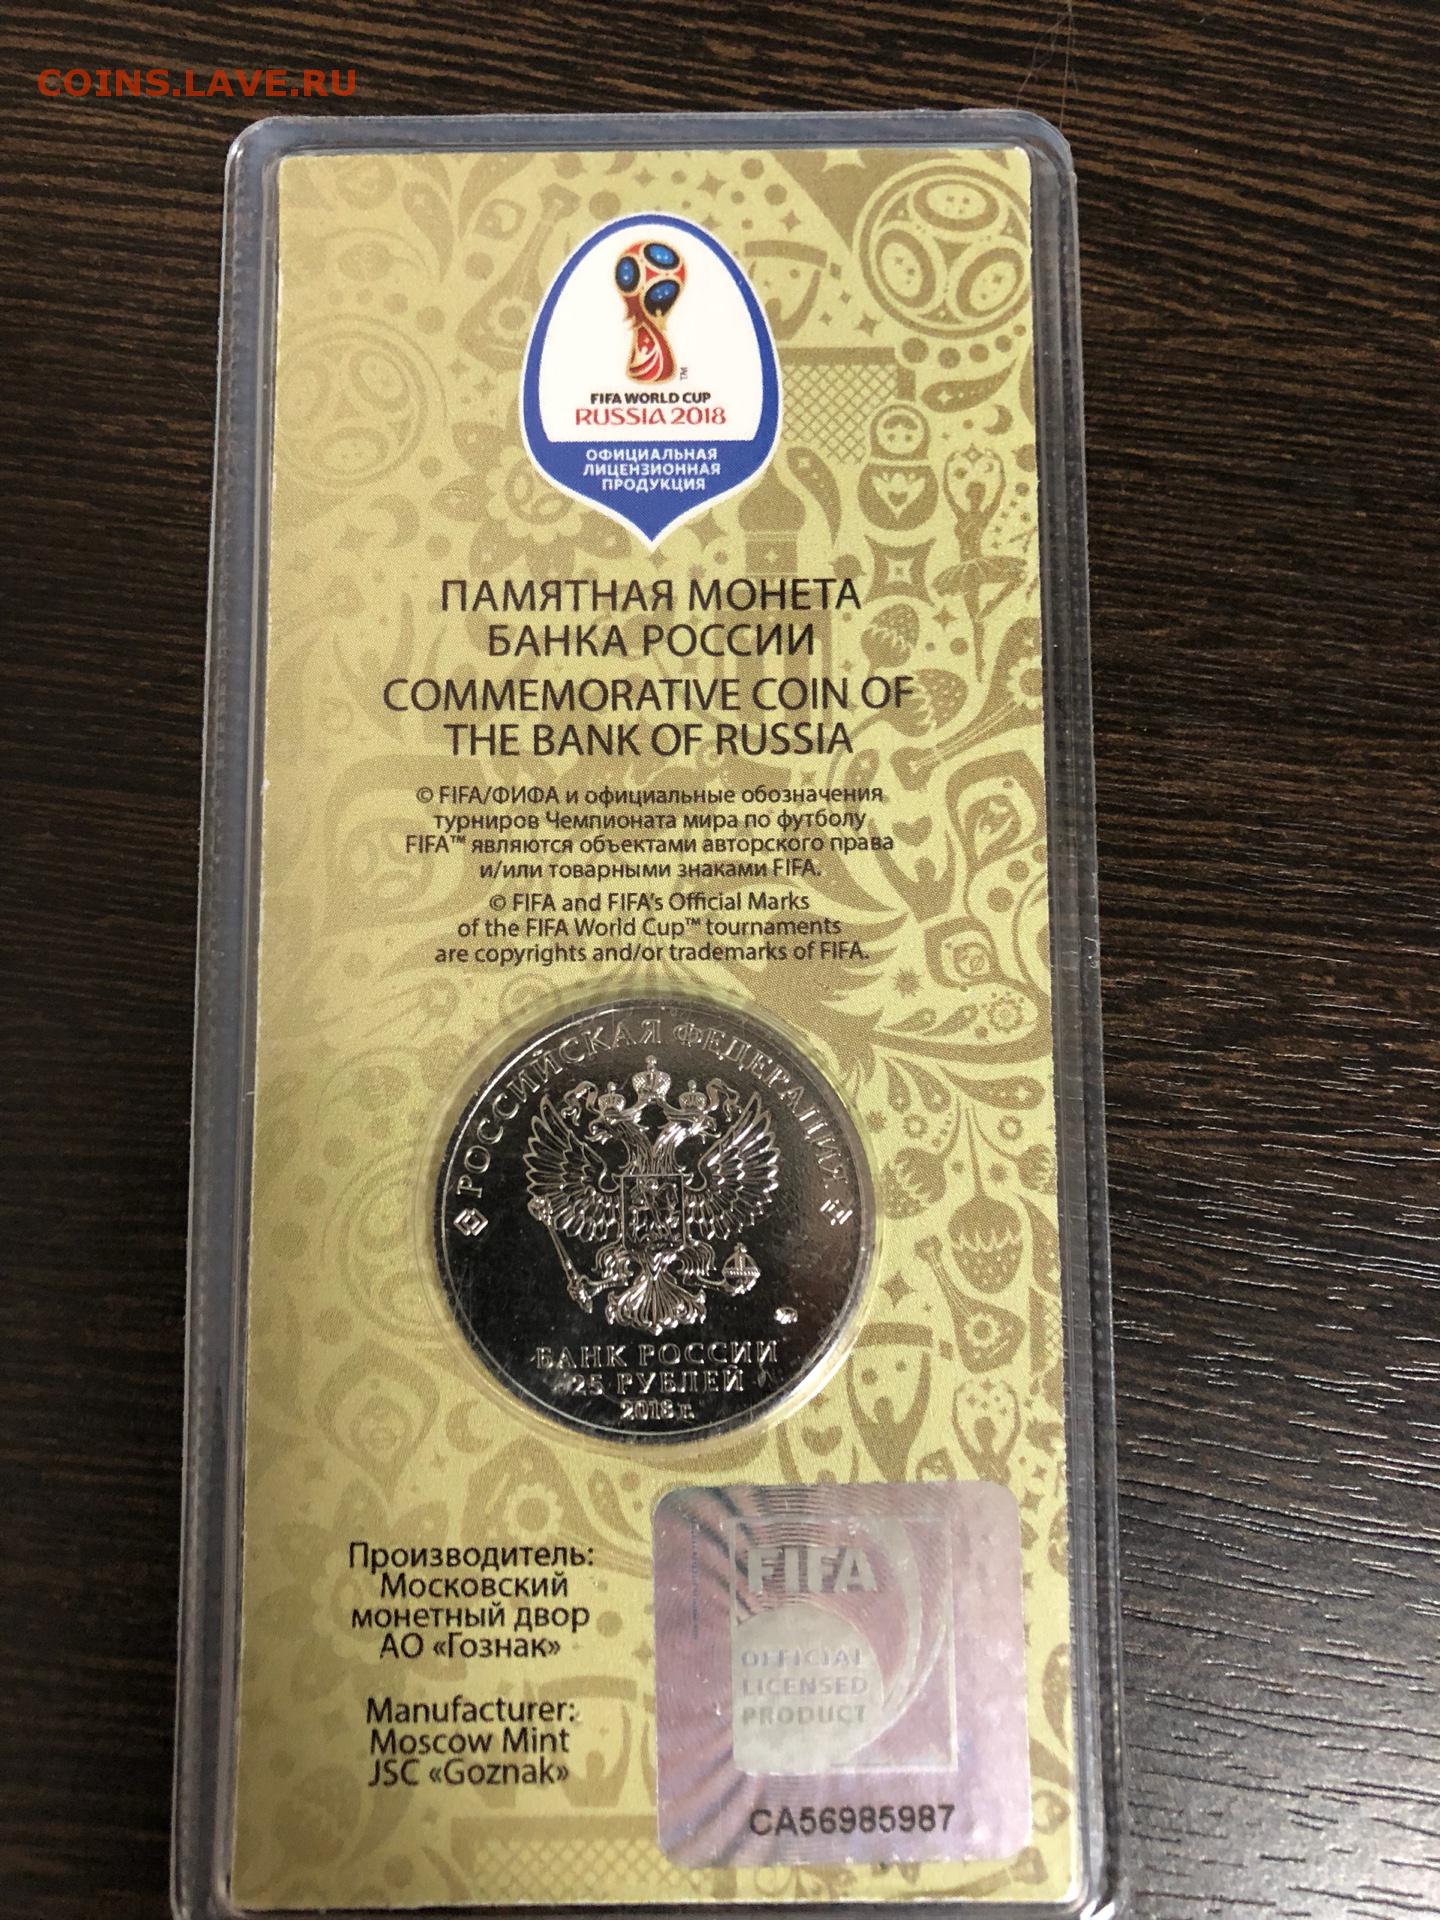 COINS.LAVE.RU
FIFA WORLD CUP
RUSSIA 2018
ОФИЦИАЛЬНАЯ
ЛИЦЕНЗИОННАЯ
ПРОДУКЦИЯ
ПАМЯТНАЯ МОНЕТА
БАНКА РОССИИ
COMMEMORATIVE COIN OF
THE BANK OF RUSSIA
© FIFA/ФИФА и официальные обозначения
турниров Чемпионата мира по футболу
FIFA™ являются объектами авторского права
и/или товарными знаками FIFA.
© FIFA and FIFA's Official Marks
of the FIFA World Cup™ tournaments
are copyrights and/or trademarks of FIFA.
РОССИЙСКАЯ ФЕДЕРАЦИЯ
БАНК РОССИИ
25 РУБЛЕЙ
2018 г.
Производитель:
Московский
монетный двор
АО «Гознак»
Manufacturer:
Moscow Mint
JSC «Goznak»
FIFA
OFFICIAL
LICENSED
PRODUCT
CA56985987